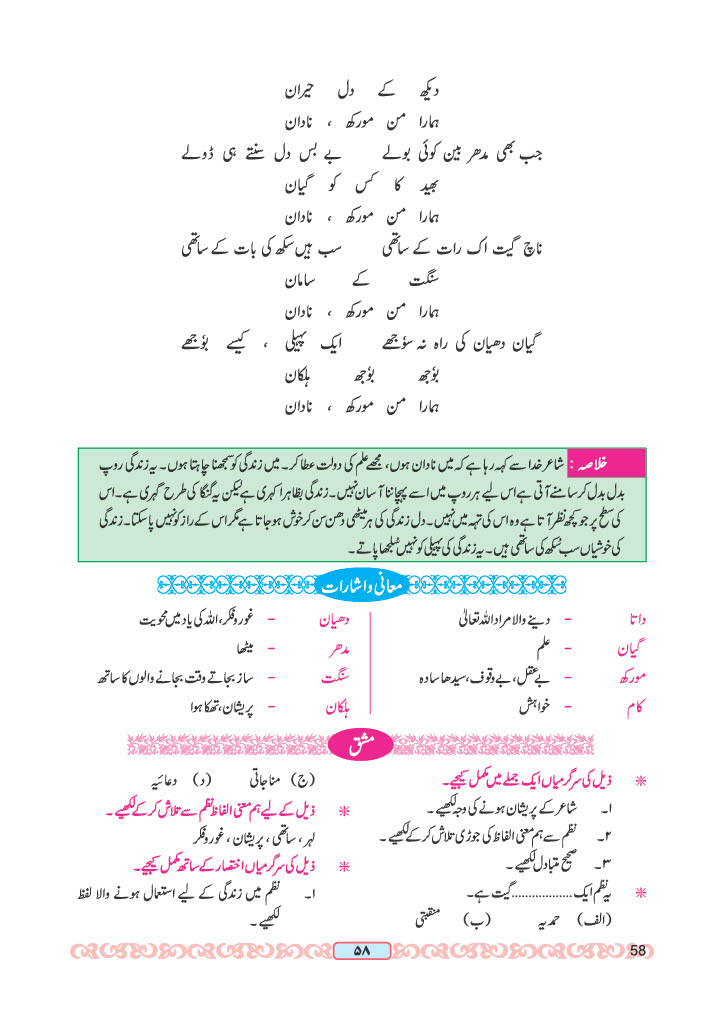 دیکھ کے دل حیران
ہمارا من مورکھ ، نادان
جب بھی مدھر بین کوئی بولے بے بس دل سنتے ہی ڈولے
بھید کا کس کو گیان
ہمارا من مورکھ ، نادان
ناچ گیت اک رات کے ساتھی سب ہیں سکھ کی بات کے ساتھی
سنگت کے سامان
ہمارا من مورکھ ، نادان
گیان دھیان کی راہ نہ سوٗجھے ایک پہیلی ، کیسے بوٗجھے
بوٗجھ بوٗجھ ہلکان
ہمارا من مورکھ ، نادان
خلاصہ : شاعر خدا سے کہہ رہا ہے کہ میں نادان ہوں، مجھے علم کی دولت عطا کر۔ میں زندگی کو سمجھنا چاہتا ہوں۔ یہ زندگی روپ
بدل بدل کر سامنے آتی ہے اس لیے ہر روپ میں اسے پہچاننا آسان نہیں۔ زندگی بظاہر اکہری ہے لیکن یہ گنگا کی طرح گہری ہے۔ اس
کی سطح پر جو کچھ نظر آتا ہے وہ اس کی تہہ میں نہیں۔ دل زندگی کی ہر میٹھی دھن سن کر خوش ہوجاتا ہے مگر اس کے راز کو نہیں پا سکتا۔ زندگی
کی خوشیاں سب سُکھ کی ساتھی ہیں۔ یہ زندگی کی پہیلی کو نہیں سُلجھا پاتے۔
معانی و اشارات
داتا - دینے والا مراد اللہ تعالیٰ
گیان - علم
مورکھ - بے عقل، بے وقوف، سیدھا سادہ
کام - خواہش
دھیان - غور و فکر، اللہ کی یاد میں محویت
مدھر - میٹھا
سنگت - ساز بجاتے وقت بجانے والوں کا ساتھ
ہلکان - پریشان، تھکا ہوا
مشق
* ذیل کی سرگرمیاں ایک جملے میں مکمل کیجیے۔
۱۔ شاعر کے پریشان ہونے کی وجہ لکھیے۔
۲۔ نظم سے ہم معنی الفاظ کی جوڑی تلاش کرکے لکھیے۔
۳۔ صحیح متبادل لکھیے۔
* یہ نظم ایک .................. گیت ہے۔
(الف) حمدیہ (ب) منقبتی
(ج) مناجاتی (د) دعائیہ
* ذیل کے لیے ہم معنی الفاظ نظم سے تلاش کرکے لکھیے۔
لہر ، ساتھی ، پریشان ، غور و فکر
* ذیل کی سرگرمیاں اختصار کے ساتھ مکمل کیجیے۔
۱۔ نظم میں زندگی کے لیے استعمال ہونے والا لفظ
لکھیے۔
۵۸
58